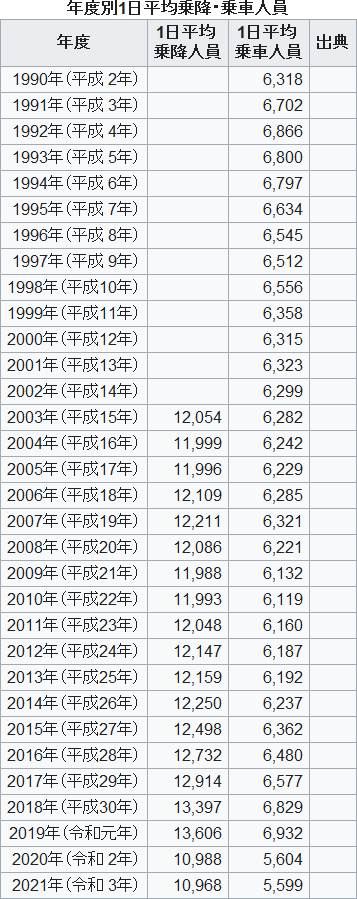 年度別1日平均乗降・乗車人員
年度 1日平均乗降人員 1日平均乗車人員 出典
1990年(平成 2年) 6,318
1991年(平成 3年) 6,702
1992年(平成 4年) 6,866
1993年(平成 5年) 6,800
1994年(平成 6年) 6,797
1995年(平成 7年) 6,634
1996年(平成 8年) 6,545
1997年(平成 9年) 6,512
1998年(平成10年) 6,556
1999年(平成11年) 6,358
2000年(平成12年) 6,315
2001年(平成13年) 6,323
2002年(平成14年) 6,299
2003年(平成15年) 12,054 6,282
2004年(平成16年) 11,999 6,242
2005年(平成17年) 11,996 6,229
2006年(平成18年) 12,109 6,285
2007年(平成19年) 12,211 6,321
2008年(平成20年) 12,086 6,221
2009年(平成21年) 11,988 6,132
2010年(平成22年) 11,993 6,119
2011年(平成23年) 12,048 6,160
2012年(平成24年) 12,147 6,187
2013年(平成25年) 12,159 6,192
2014年(平成26年) 12,250 6,237
2015年(平成27年) 12,498 6,362
2016年(平成28年) 12,732 6,480
2017年(平成29年) 12,914 6,577
2018年(平成30年) 13,397 6,829
2019年(令和元年) 13,606 6,932
2020年(令和 2年) 10,988 5,604
2021年(令和 3年) 10,968 5,599